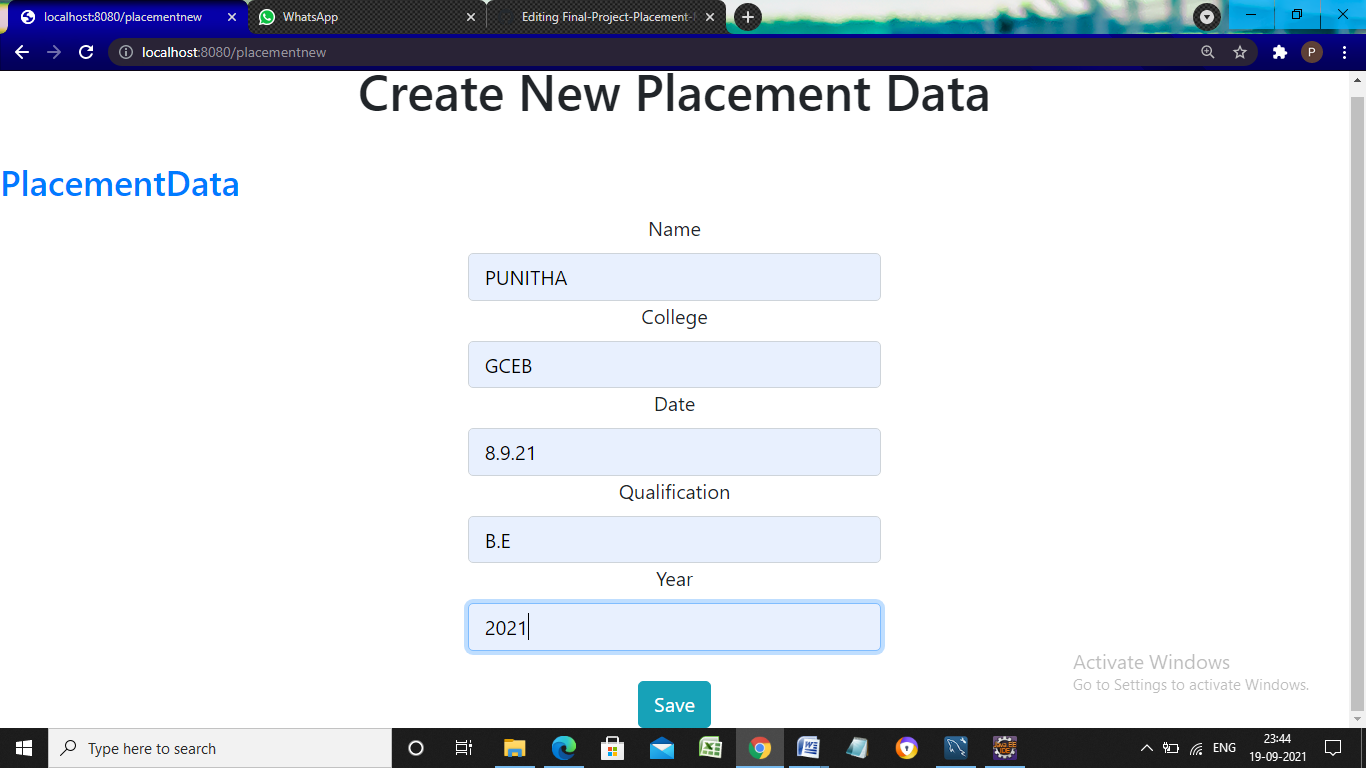 localhost:8080/placementnew
WhatsApp
Editing Final-Project-Placement-
localhost:8080/placementnew
P
Create New Placement Data
PlacementData
Name
PUNITHA
College
GCEB
Date
8.9.21
Qualification
B.E
Year
2021
Save
Activate Windows
Go to Settings to activate Windows.
Type here to search
ENG
23:44
19-09-2021